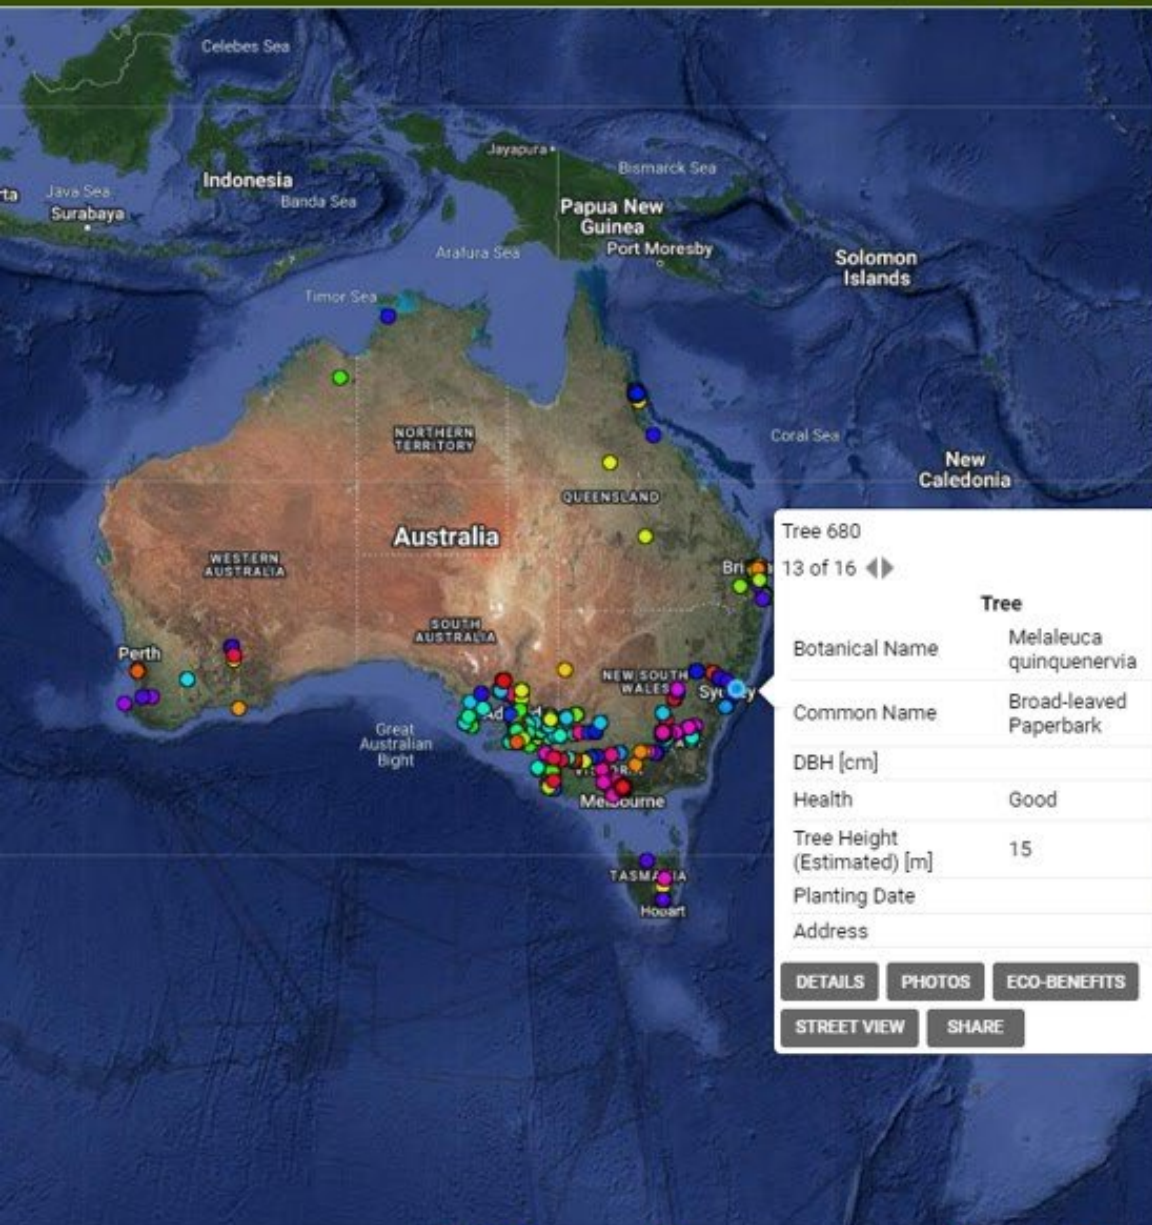 Celebes Sea
Jayapura
Bismarck Sea
Indonesia
Java Sea
Banda Sea
Surabaya
Papua New
Guinea
Port Moresby
Arafura Sea
Solomon
Islands
Timor Sea
NORTHERN
TERRITORY
Coral Sea
New
Caledonia
QUEENSLAND
Australia
WESTERN
AUSTRALIA
SOUTH
AUSTRALIA
Perth
NEW SOUTH
WALES
Great
Australian
Bight
Melbourne
Hobart
Tree 680
13 of 16
Tree
Botanical Name
Melaleuca
quinquenervia
Common Name
Broad-leaved
Paperbark
DBH [cm]
Health
Good
Tree Height
(Estimated) [m]
15
Planting Date
Address
DETAILS
PHOTOS
ECO-BENEFITS
STREET VIEW
SHARE